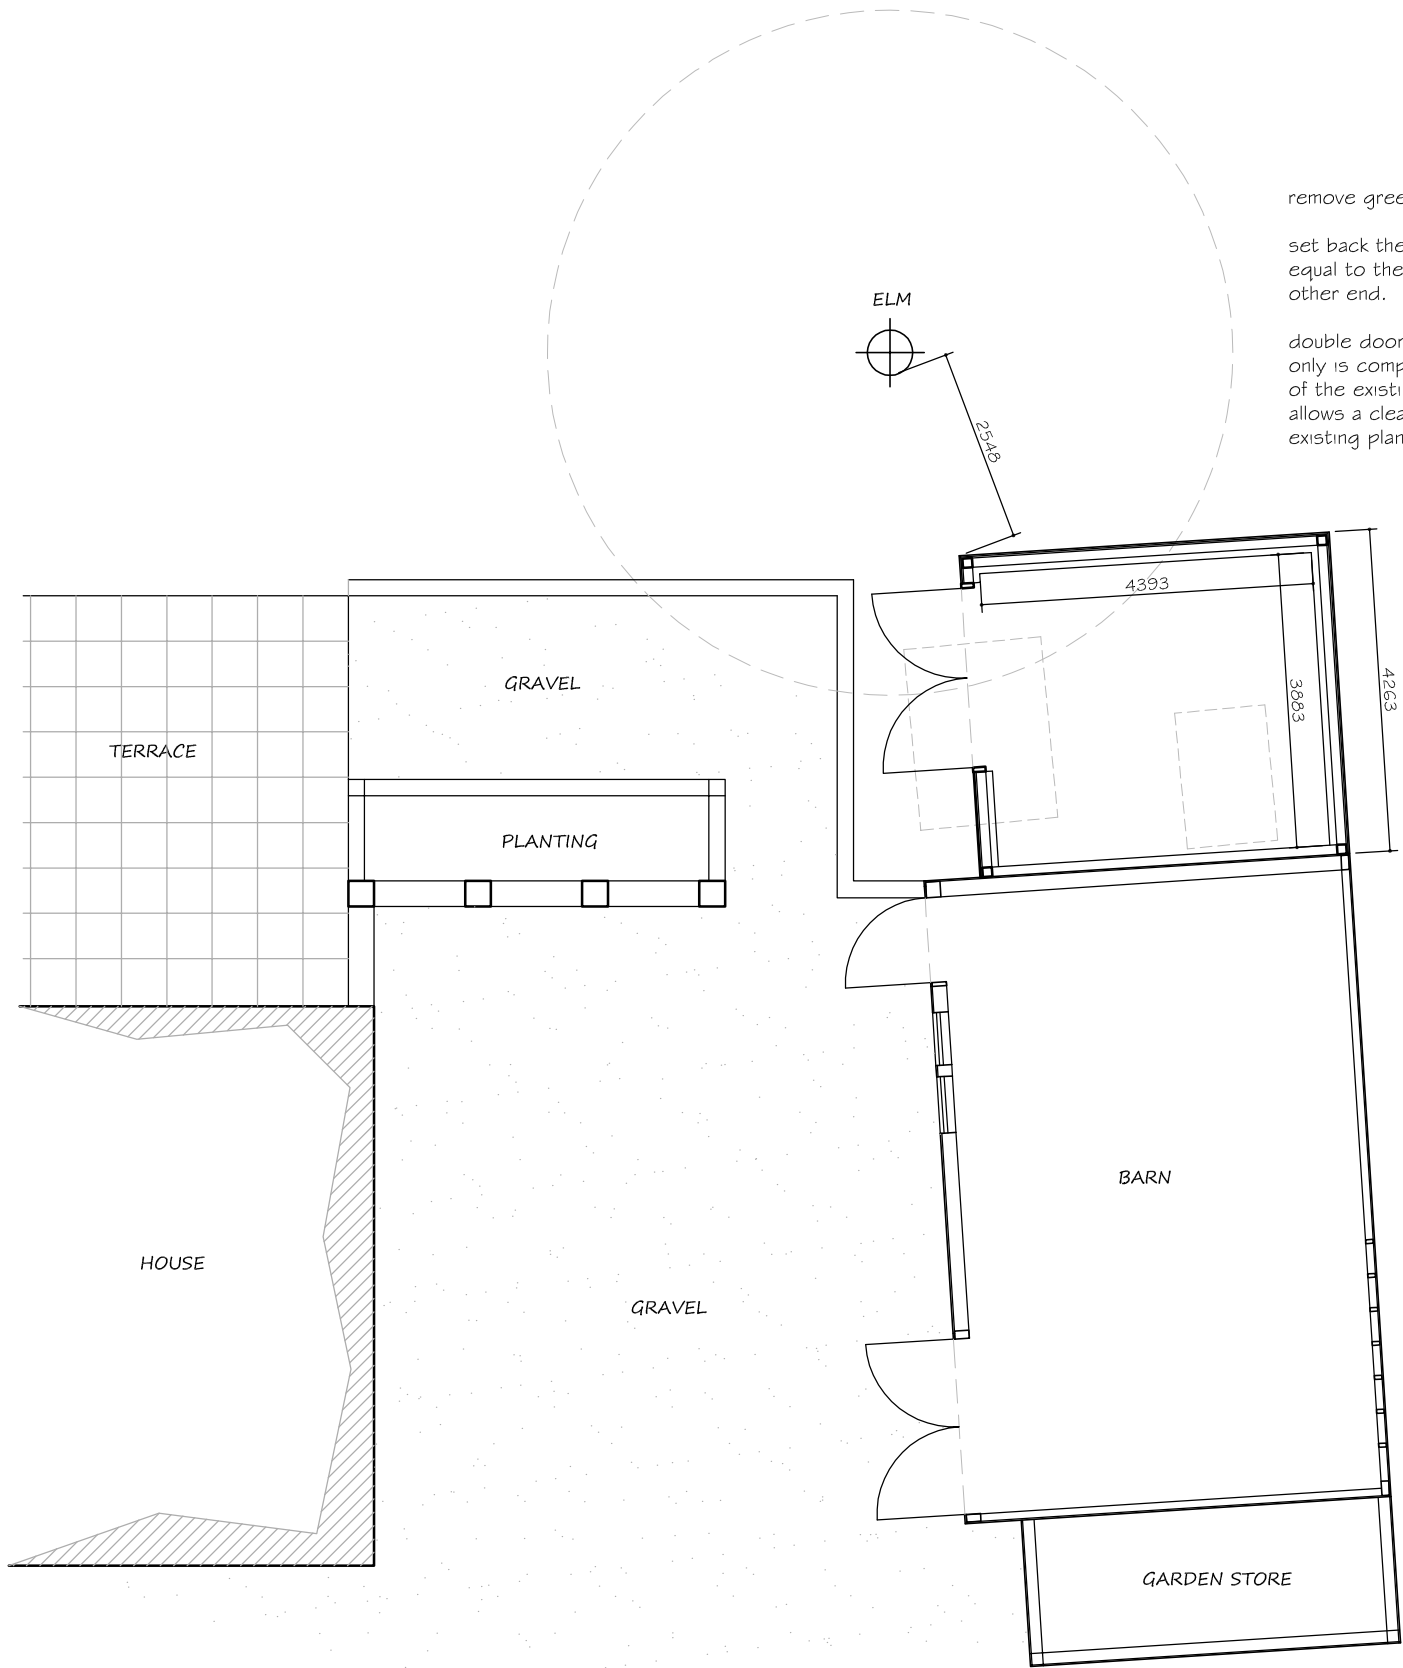 remove gree
set back the
equal to the
other end.
double door
only is comp
of the existi
allows a clea
existing plan
ELM
2548
4393
3883
4263
GRAVEL
TERRACE
PLANTING
BARN
HOUSE
GRAVEL
GARDEN STORE